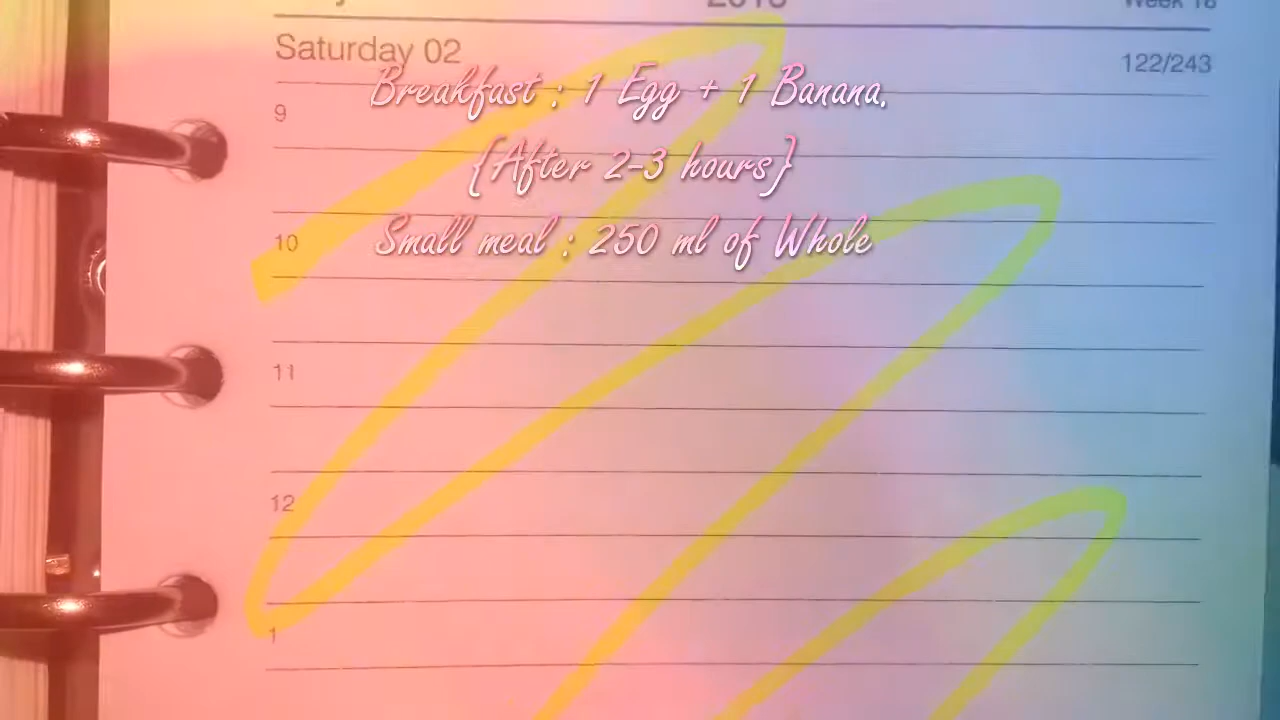 Saturday 02
122/243
Breakfast : 1 Egg + 1 Banana.
9
{After 2-3 hours}
10
Small meal : 250 ml of Whole
11
12
1